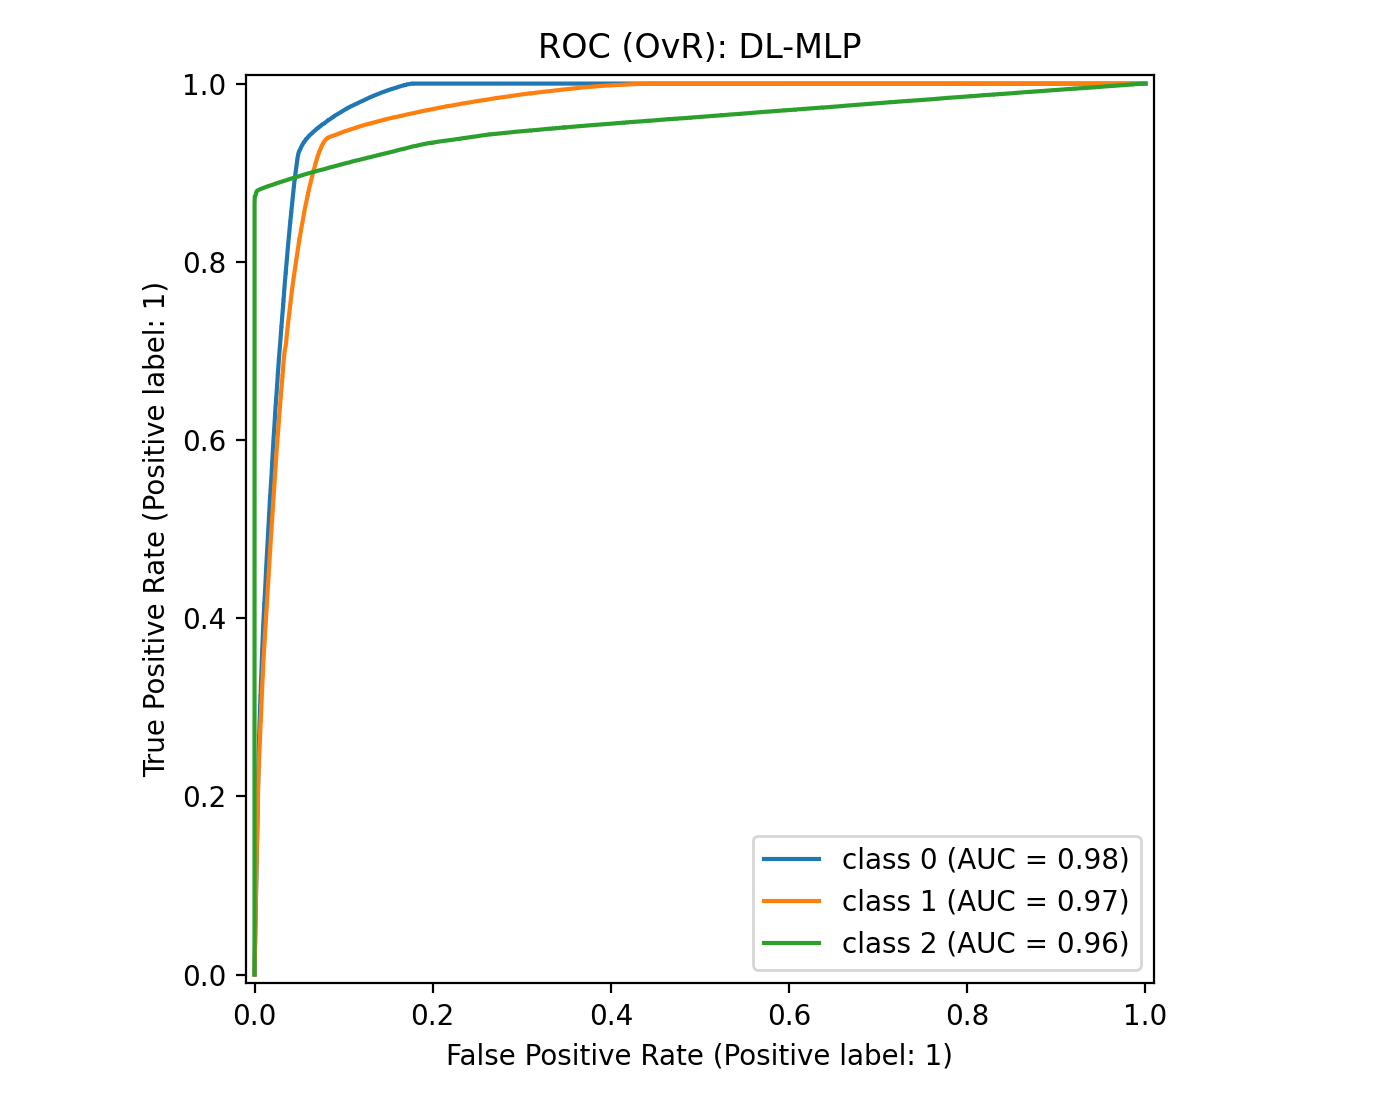 ROC (OvR): DL-MLP
True Positive Rate (Positive label: 1)
1.0
0.8
0.6
0.4
0.2
0.0
class 0 (AUC = 0.98)
class 1 (AUC = 0.97)
class 2 (AUC = 0.96)
0.0 0.2 0.4 0.6 0.8 1.0
False Positive Rate (Positive label: 1)